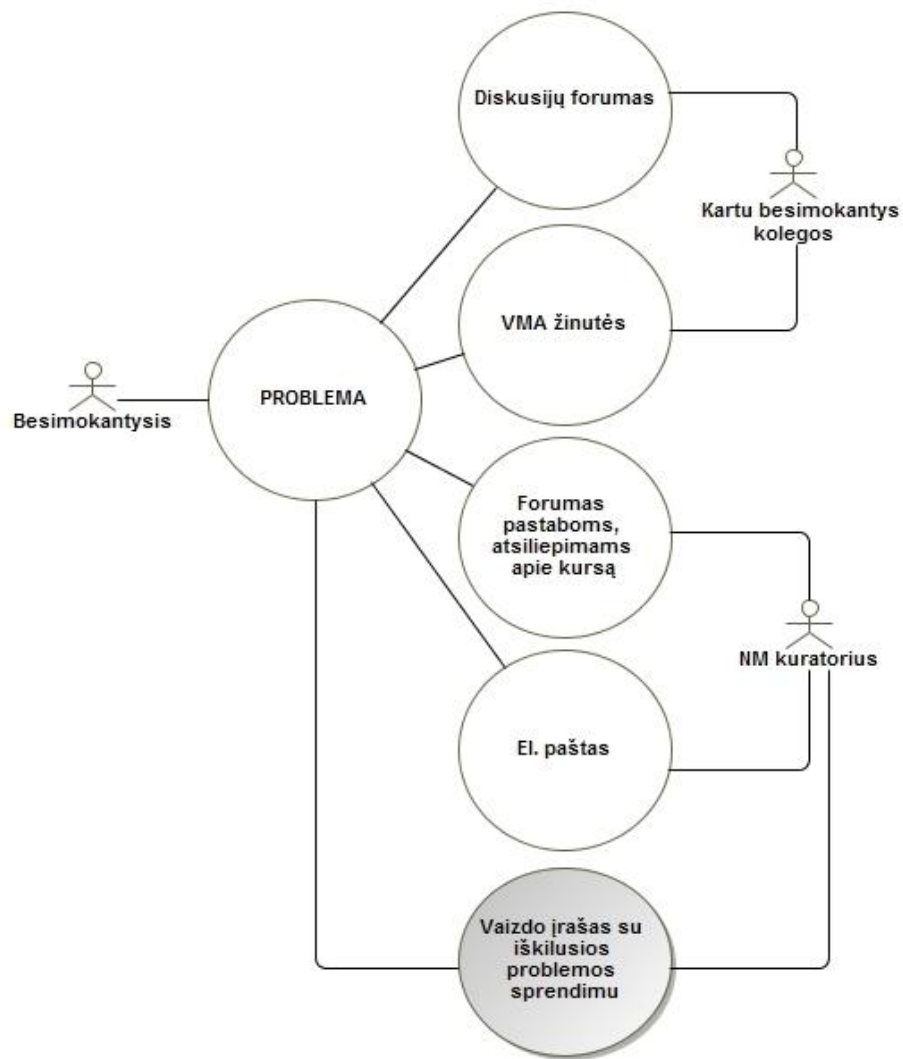 Diskusijų forumas
Kartu besimokantys
kolegos
VMA žinutės
PROBLEMA
Besimokantysis
Forumas
pastaboms,
atsiliepimams
apie kursą
NM kuratorius
El. paštas
Vaizdo įrašas su
iškilusios
problemos
sprendimu